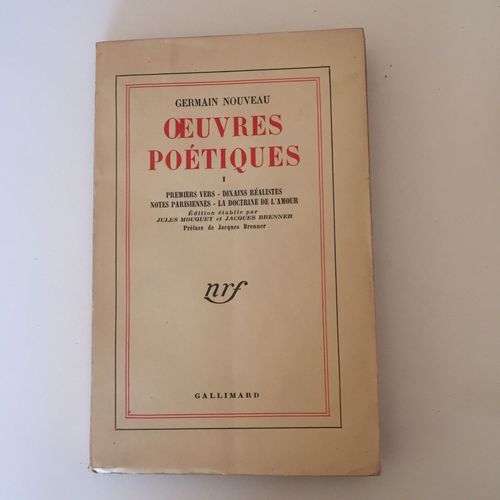 GERMAIN NOUVEAU
ŒUVRES
POÉTIQUES
I
PREMIERS VERS - DIXAINS RÉALISTES
NOTES PARISIENNES - LA DOCTRINE DE L'AMOUR
Édition établie par
JULES MOUQUET et JACQUES BRENNER
Préface de Jacques Brenner
nrf
GALLIMARD